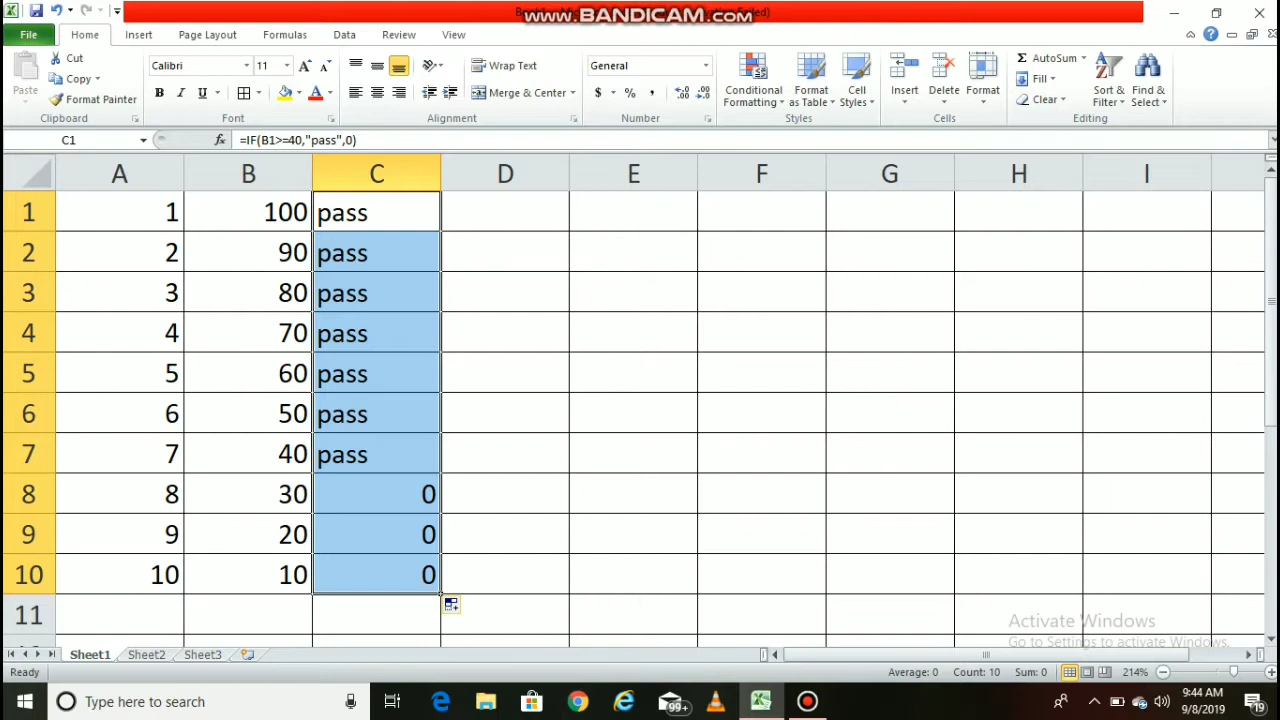 www.BANDICAM.com
File Home Insert Page Layout Formulas Data Review View
Paste Cut Copy Format Painter Clipboard
Calibri 11 B I U A Font
Wrap Text Merge & Center Alignment
General $ % , Number
Conditional Formatting Format as Table Cell Styles Styles
Insert Delete Format Cells
Σ AutoSum Fill Clear Sort & Filter Find & Select Editing
C1 fx =IF(B1>=40,"pass",0)
A B C D E F G H I
1 1 100 pass
2 2 90 pass
3 3 80 pass
4 4 70 pass
5 5 60 pass
6 6 50 pass
7 7 40 pass
8 8 30 0
9 9 20 0
10 10 10 0
11
Activate Windows
Go to Settings to activate Windows.
Sheet1 Sheet2 Sheet3
Ready Average: 0 Count: 10 Sum: 0 214%
Type here to search 99+ 9:44 AM
9/8/2019 19